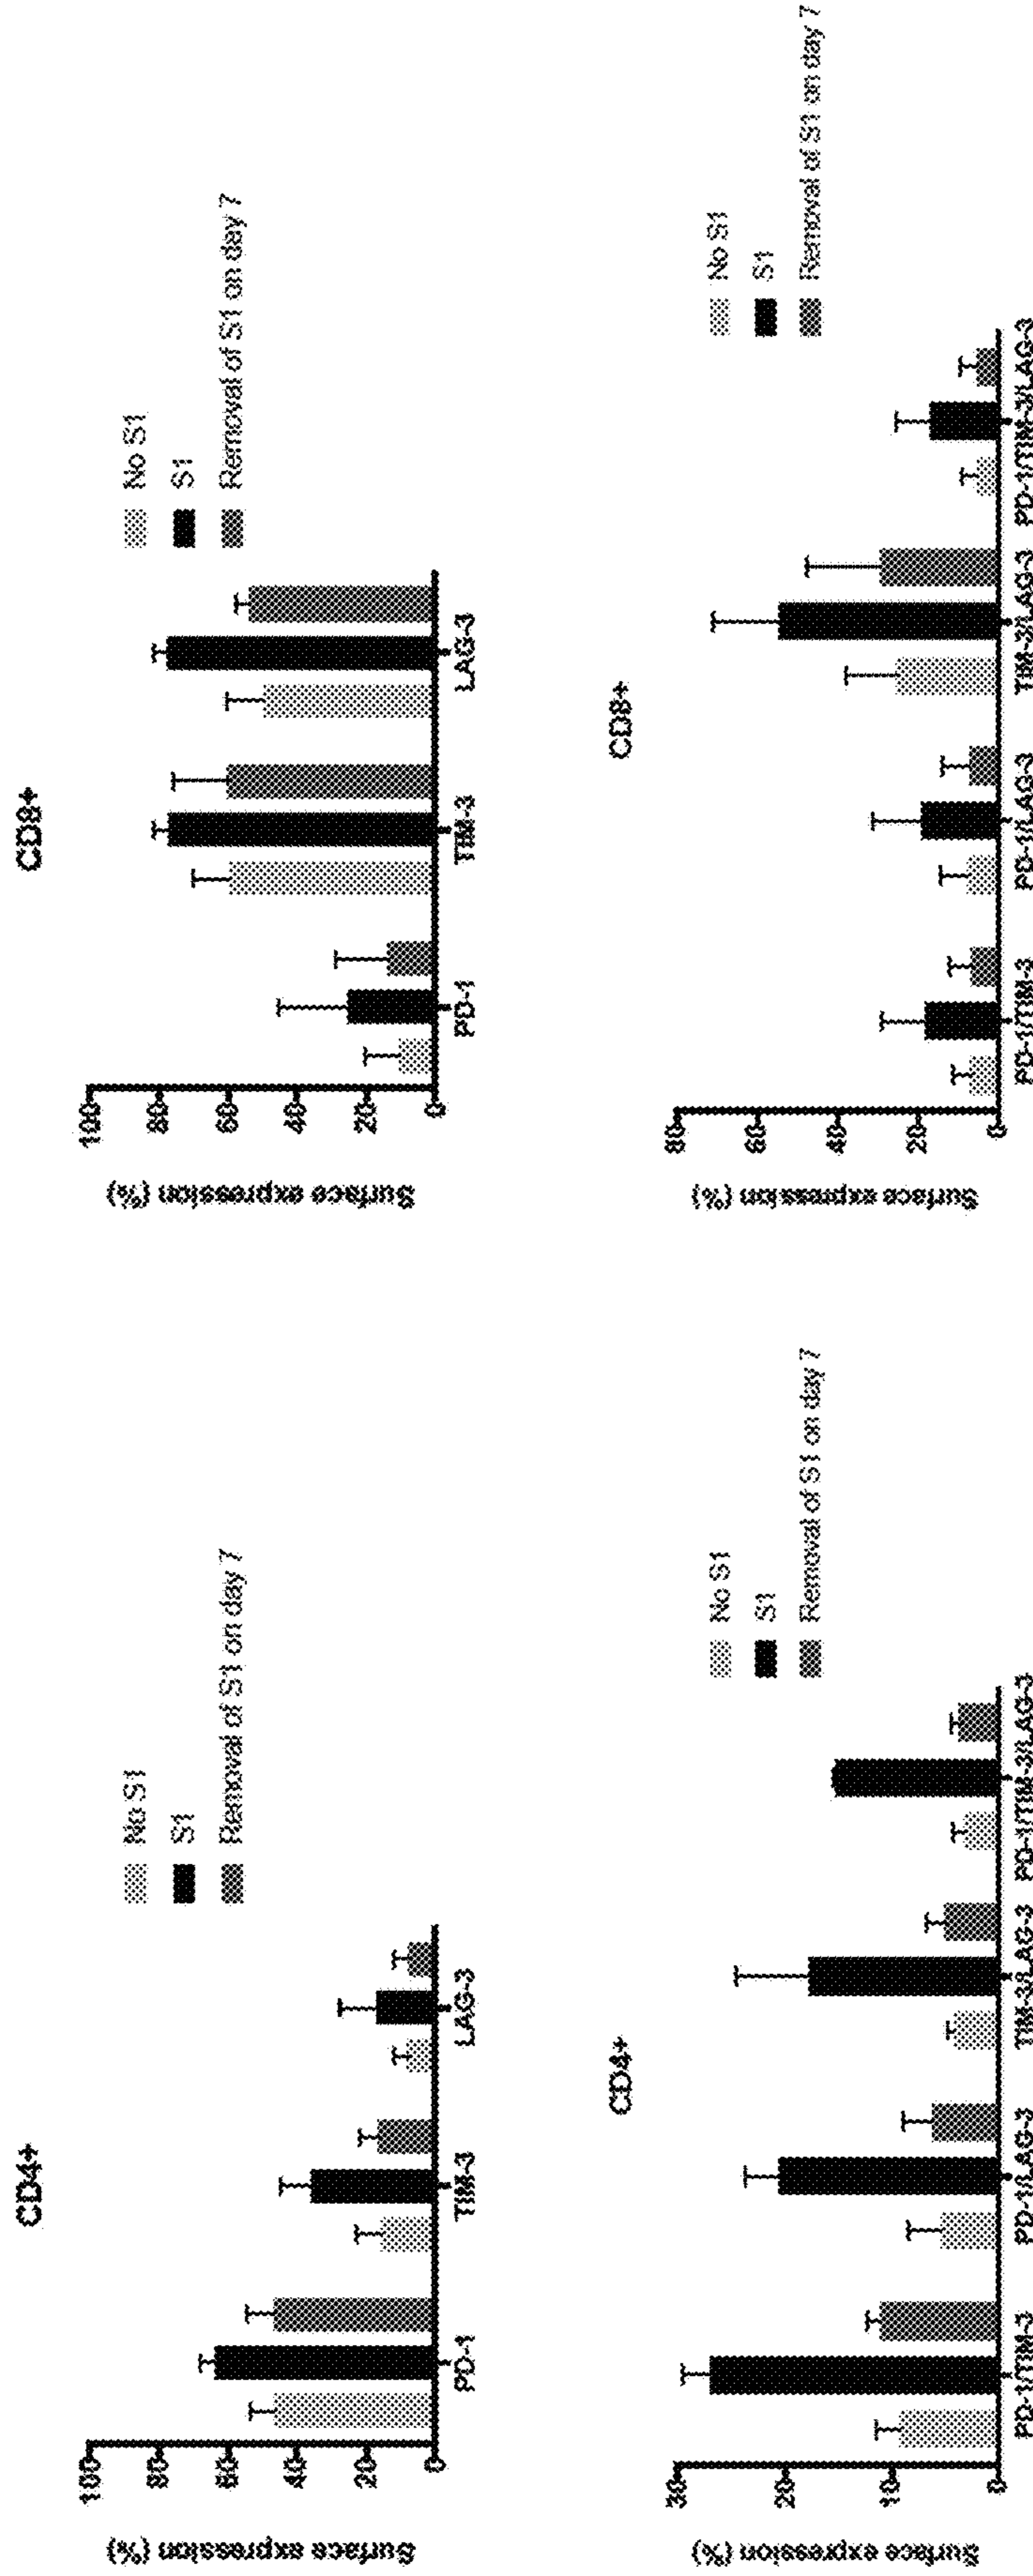 CD4+
Surface expression (%)
100
80
60
40
20
0
PD-1
TIM-3
LAG-3
No S1
S1
Removal of S1 on day 7
CD8+
Surface expression (%)
100
80
60
40
20
0
PD-1
TIM-3
LAG-3
No S1
S1
Removal of S1 on day 7
CD4+
Surface expression (%)
30
20
10
0
PD-1/TIM-3
PD-1/LAG-3
TIM-3/LAG-3
PD-1/TIM-3/LAG-3
No S1
S1
Removal of S1 on day 7
CD8+
Surface expression (%)
80
60
40
20
0
PD-1/TIM-3
PD-1/LAG-3
TIM-3/LAG-3
PD-1/TIM-3/LAG-3
No S1
S1
Removal of S1 on day 7